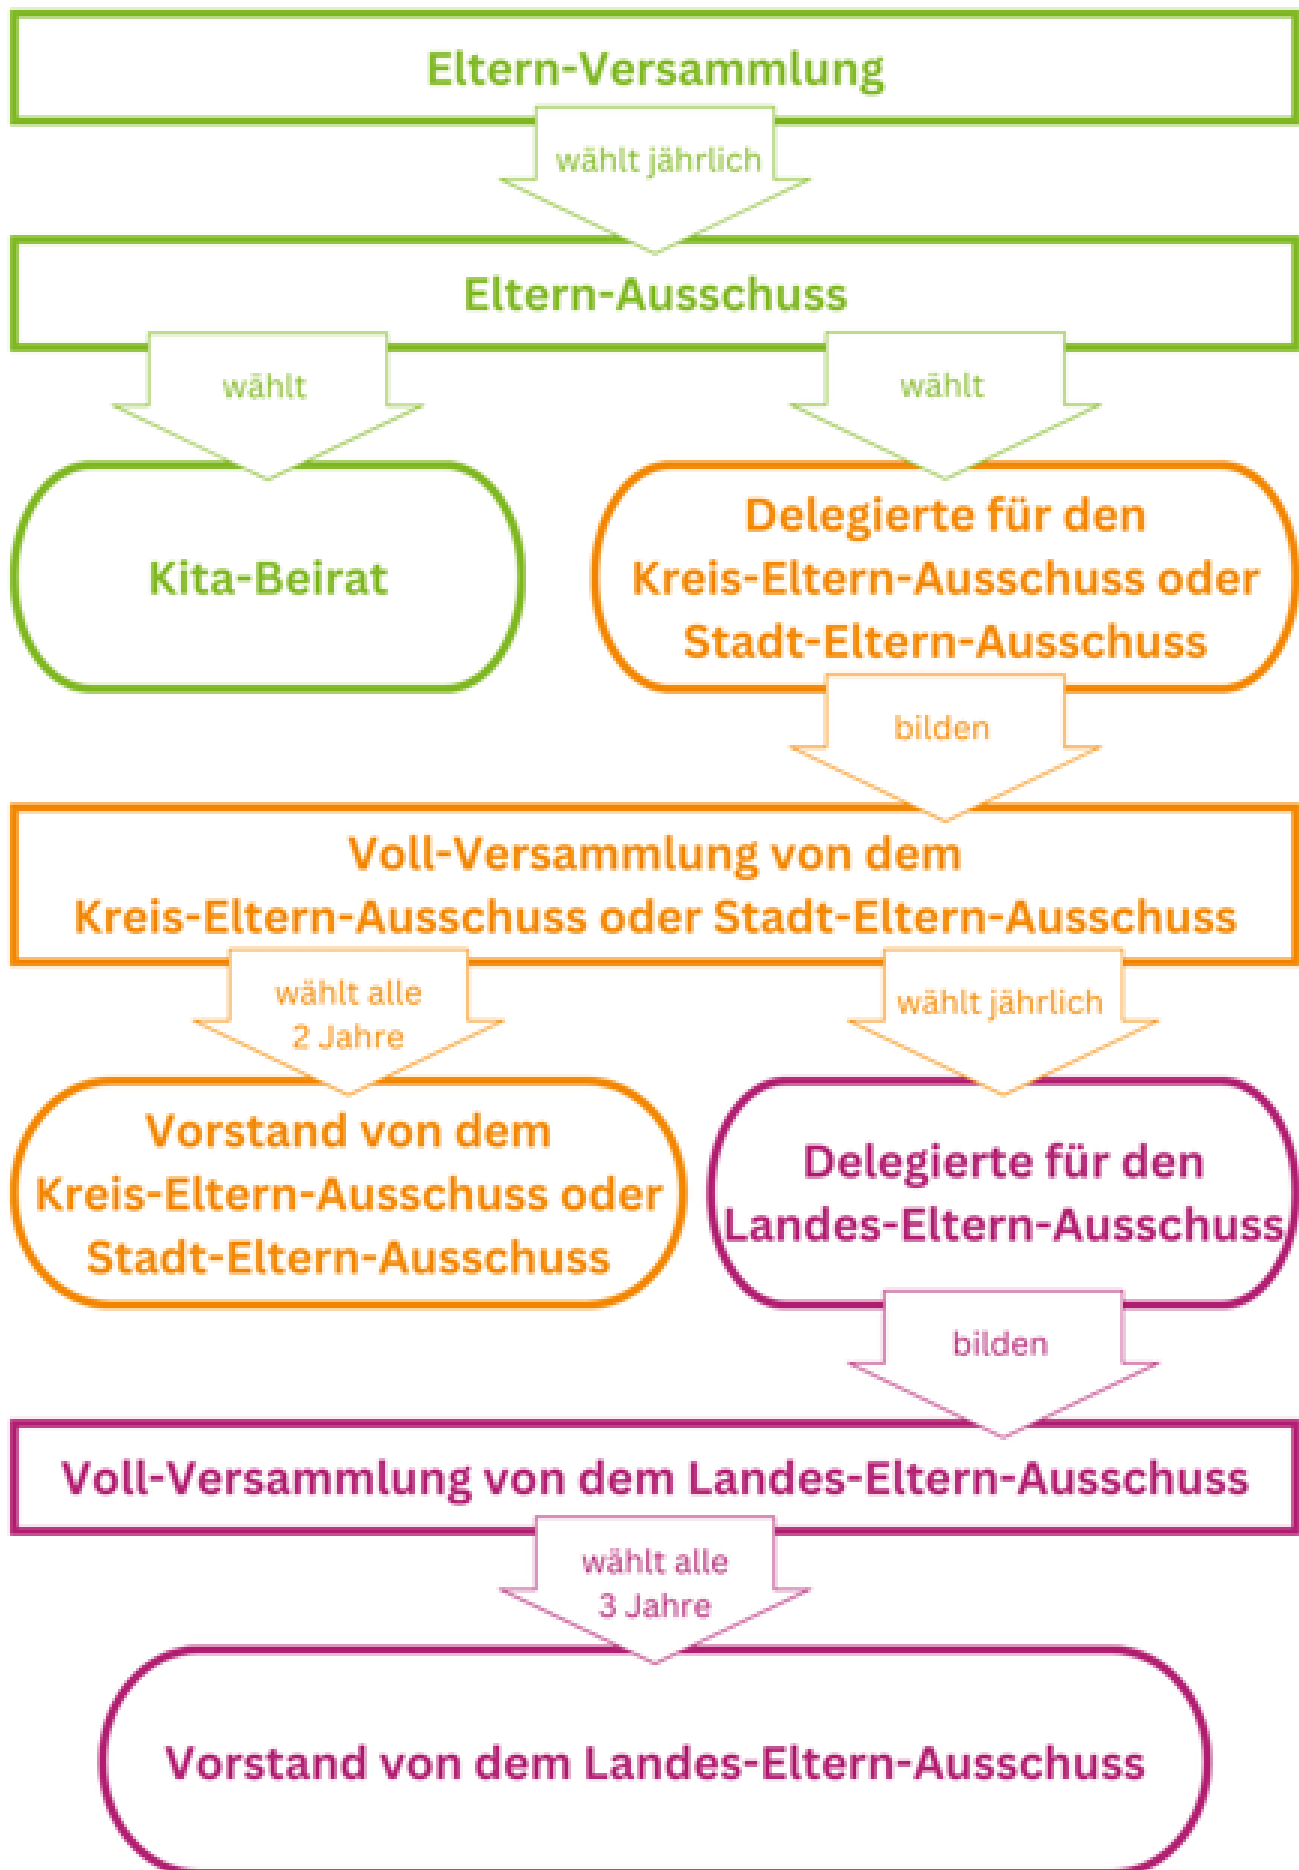 Eltern-Versammlung
wählt jährlich
Eltern-Ausschuss
wählt
wählt
Kita-Beirat
Delegierte für den
Kreis-Eltern-Ausschuss oder
Stadt-Eltern-Ausschuss
bilden
Voll-Versammlung von dem
Kreis-Eltern-Ausschuss oder Stadt-Eltern-Ausschuss
wählt alle
2 Jahre
wählt jährlich
Vorstand von dem
Kreis-Eltern-Ausschuss oder
Stadt-Eltern-Ausschuss
Delegierte für den
Landes-Eltern-Ausschuss
bilden
Voll-Versammlung von dem Landes-Eltern-Ausschuss
wählt alle
3 Jahre
Vorstand von dem Landes-Eltern-Ausschuss